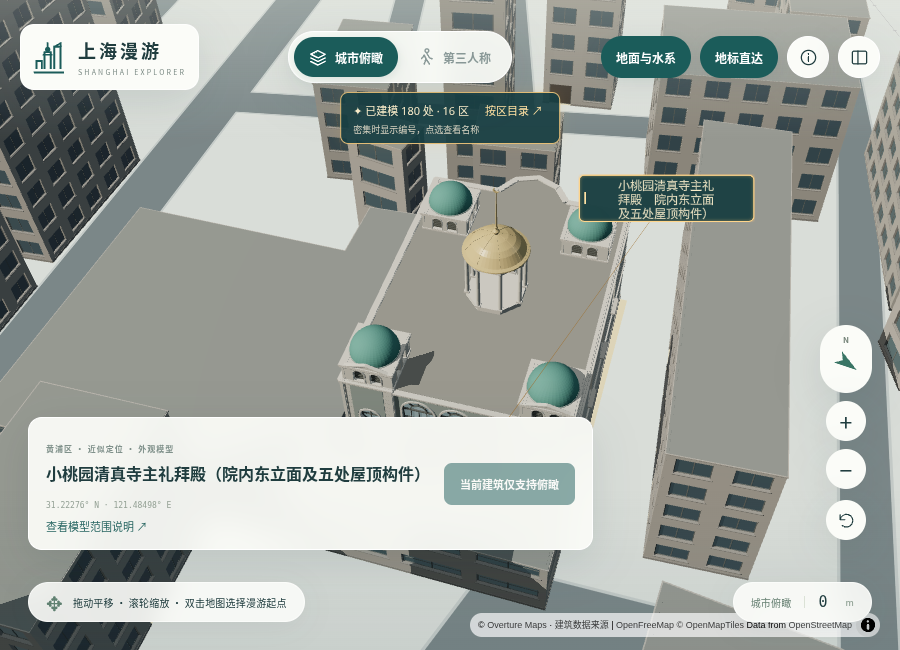 上海漫游
SHANGHAI EXPLORER
城市俯瞰
第三人称
地面与水系
地标直达
✦ 已建模 180 处 · 16 区 按区目录 ↗
密集时显示编号，点选查看名称
小桃园清真寺主礼
拜殿 院内东立面
及五处屋顶构件）
N
+
−
黄浦区 · 近似定位 · 外观模型
小桃园清真寺主礼拜殿（院内东立面及五处屋顶构件）
当前建筑仅支持俯瞰
31.22276° N · 121.48498° E
查看模型范围说明 ↗
拖动平移 · 滚轮缩放 · 双击地图选择漫游起点
城市俯瞰 0 m
© Overture Maps · 建筑数据来源 | OpenFreeMap © OpenMapTiles Data from OpenStreetMap